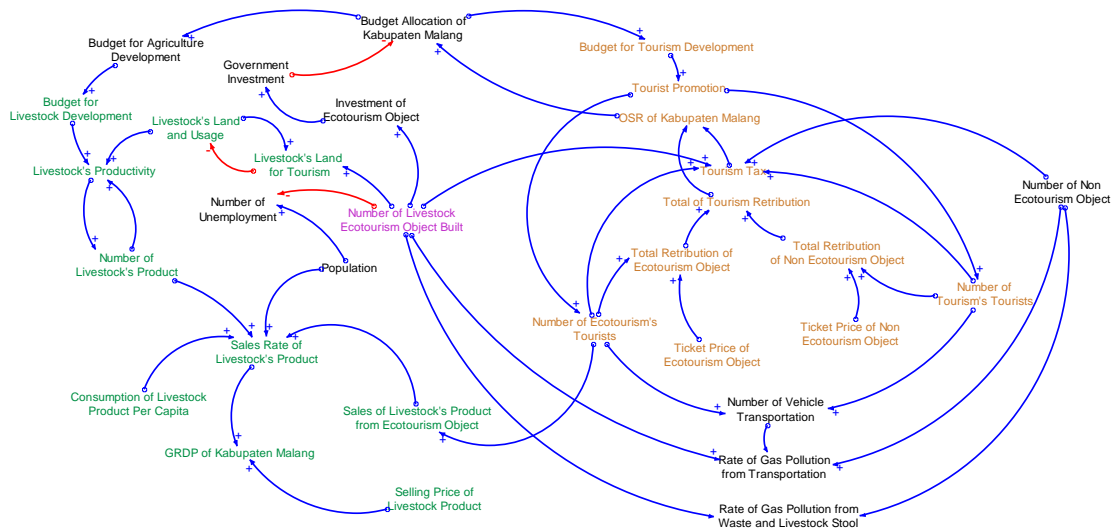 Budget Allocation of
Kabupaten Malang
Budget for Agriculture
Development
Budget for Tourism Development
Government
Investment
Tourist Promotion
Budget for
Livestock Development
Investment of
Ecotourism Object
OSR of Kabupaten Malang
Livestock's Land
and Usage
Livestock's Land
for Tourism
Livestock's Productivity
Tourism Tax
Number of Non
Ecotourism Object
Number of
Unemployment
Number of Livestock
Ecotourism Object Built
Total of Tourism Retribution
Number of
Livestock's Product
Population
Total Retribution
of Ecotourism Object
Total Retribution
of Non Ecotourism Object
Number of
Tourism's Tourists
Number of Ecotourism's
Tourists
Ticket Price of Non
Ecotourism Object
Sales Rate of
Livestock's Product
Ticket Price of
Ecotourism Object
Consumption of Livestock
Product Per Capita
Sales of Livestock's Product
from Ecotourism Object
Number of Vehicle
Transportation
GRDP of Kabupaten Malang
Rate of Gas Pollution
from Transportation
Selling Price of
Livestock Product
Rate of Gas Pollution from
Waste and Livestock Stool